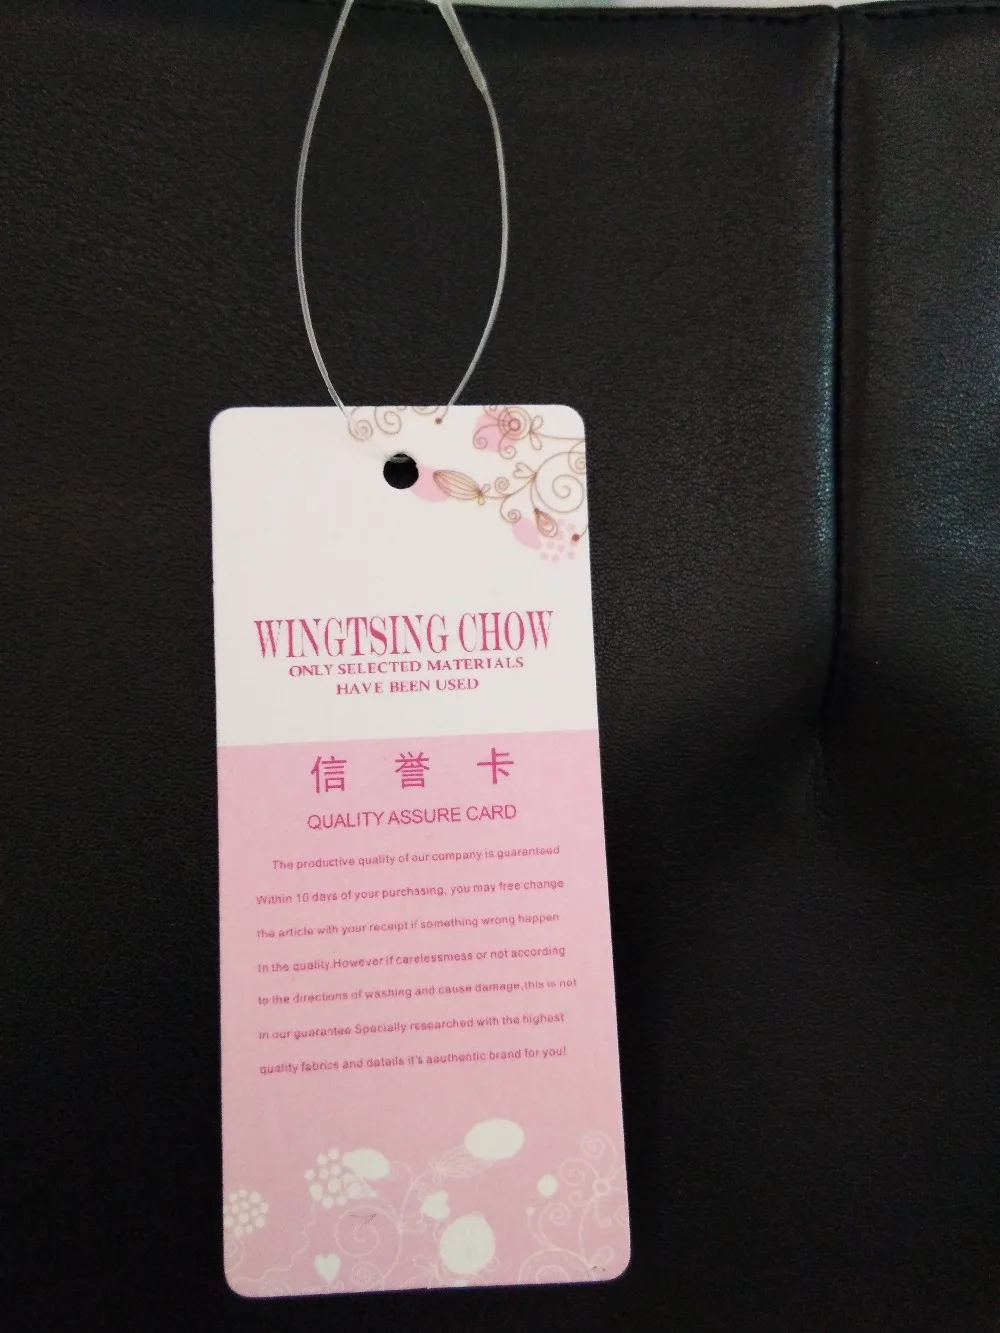 WINGTSING CHOW
ONLY SELECTED MATERIALS
HAVE BEEN USED
信 誉 卡
QUALITY ASSURE CARD
The productive quality of our company is guaranteed
Within 10 days of your purchasing, you may free change
the article with your receipt if something wrong happen
In the quality.However if carelessmess or not according
to the directions of washing and cause damage,this is not
in our guarantee Specially researched with the highest
quality fabrics and details it's aauthentic brand for you!